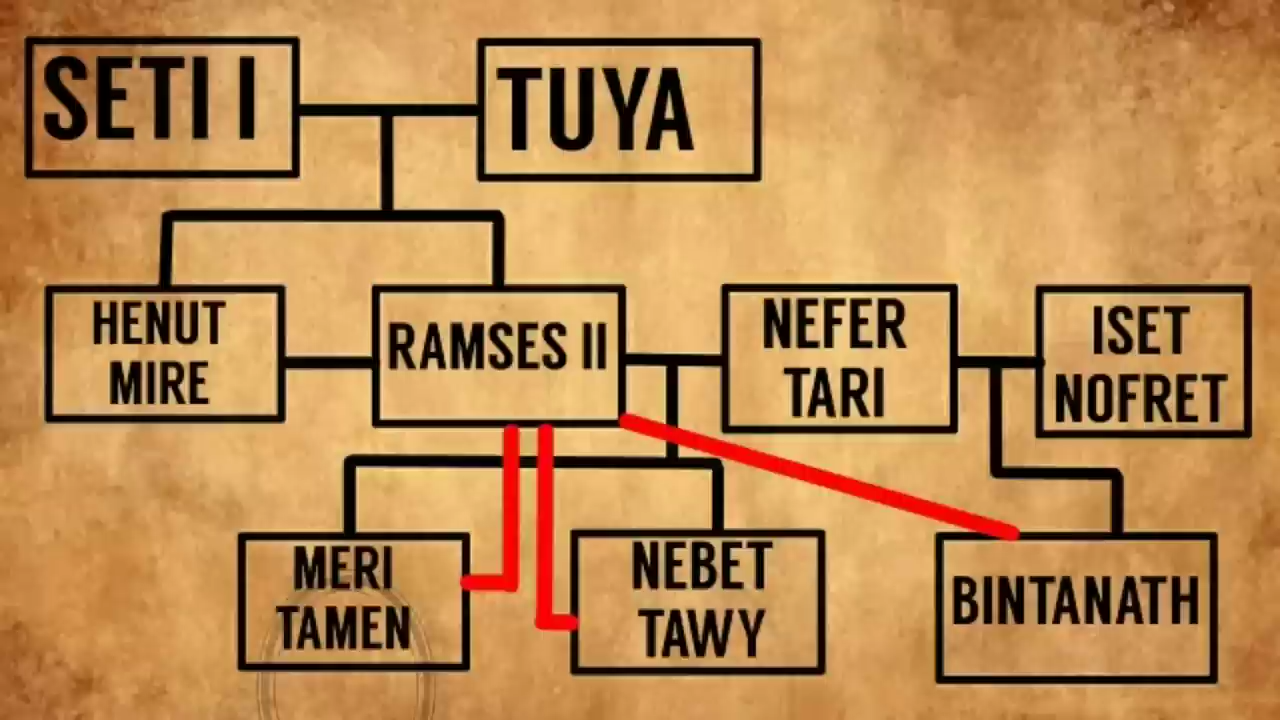 SETI I
TUYA
HENUT
MIRE
RAMSES II
NEFER
TARI
ISET
NOFRET
MERI
TAMEN
NEBET
TAWY
BINTANATH